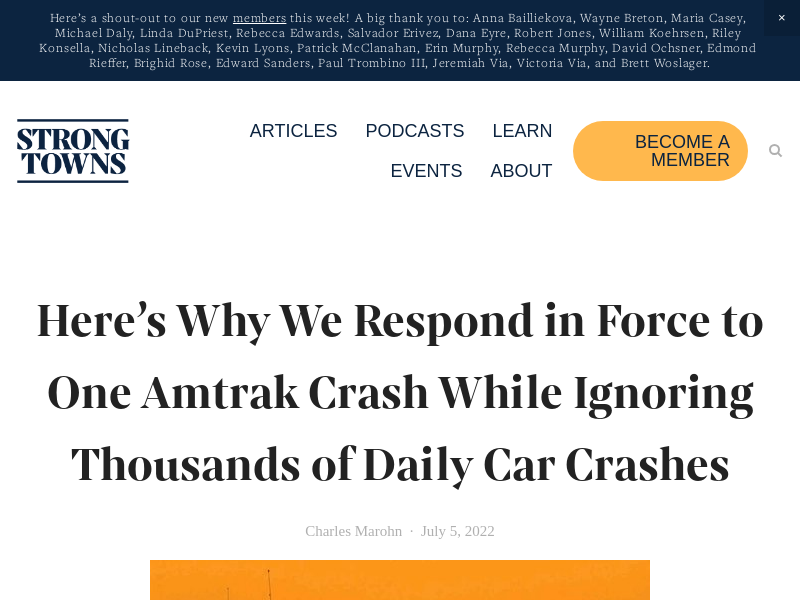 Here's a shout-out to our new members this week! A big thank you to: Anna Bailliekova, Wayne Breton, Maria Casey,
Michael Daly, Linda DuPriest, Rebecca Edwards, Salvador Erivez, Dana Eyre, Robert Jones, William Koehrsen, Riley
Konsella, Nicholas Lineback, Kevin Lyons, Patrick McClanahan, Erin Murphy, Rebecca Murphy, David Ochsner, Edmond
Rieffer, Brighid Rose, Edward Sanders, Paul Trombino III, Jeremiah Via, Victoria Via, and Brett Woslager.
×
STRONG
TOWNS
ARTICLES PODCASTS LEARN
EVENTS ABOUT
BECOME A
MEMBER
Here’s Why We Respond in Force to
One Amtrak Crash While Ignoring
Thousands of Daily Car Crashes
Charles Marohn · July 5, 2022